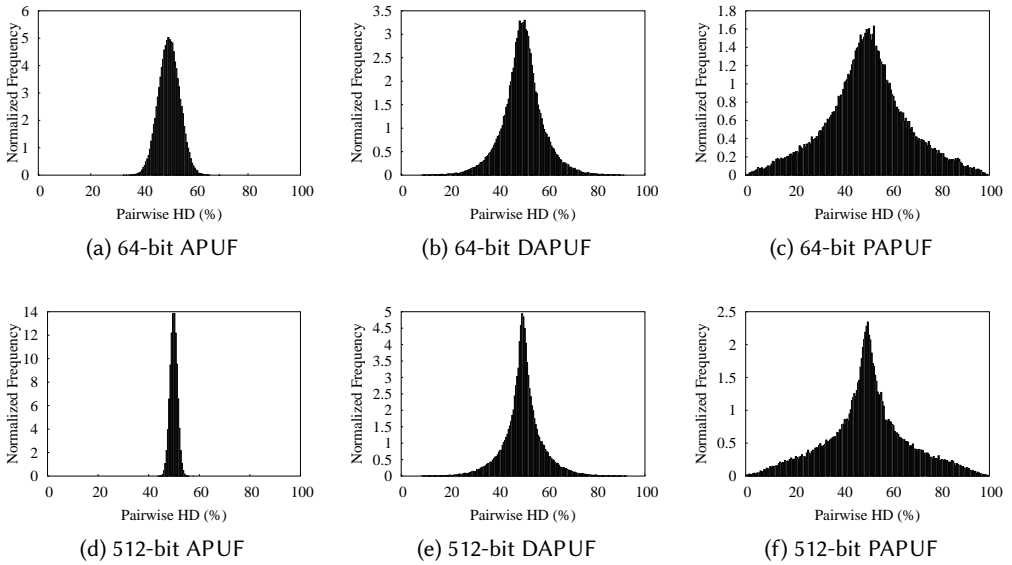 6
5
4
3
2
1
0
0 20 40 60 80 100
Normalized Frequency
Pairwise HD (%)
(a) 64-bit APUF
3.5
3
2.5
2
1.5
1
0.5
0
0 20 40 60 80 100
Normalized Frequency
Pairwise HD (%)
(b) 64-bit DAPUF
1.8
1.6
1.4
1.2
1
0.8
0.6
0.4
0.2
0
0 20 40 60 80 100
Normalized Frequency
Pairwise HD (%)
(c) 64-bit PAPUF
14
12
10
8
6
4
2
0
0 20 40 60 80 100
Normalized Frequency
Pairwise HD (%)
(d) 512-bit APUF
5
4.5
4
3.5
3
2.5
2
1.5
1
0.5
0
0 20 40 60 80 100
Normalized Frequency
Pairwise HD (%)
(e) 512-bit DAPUF
2.5
2
1.5
1
0.5
0
0 20 40 60 80 100
Normalized Frequency
Pairwise HD (%)
(f) 512-bit PAPUF